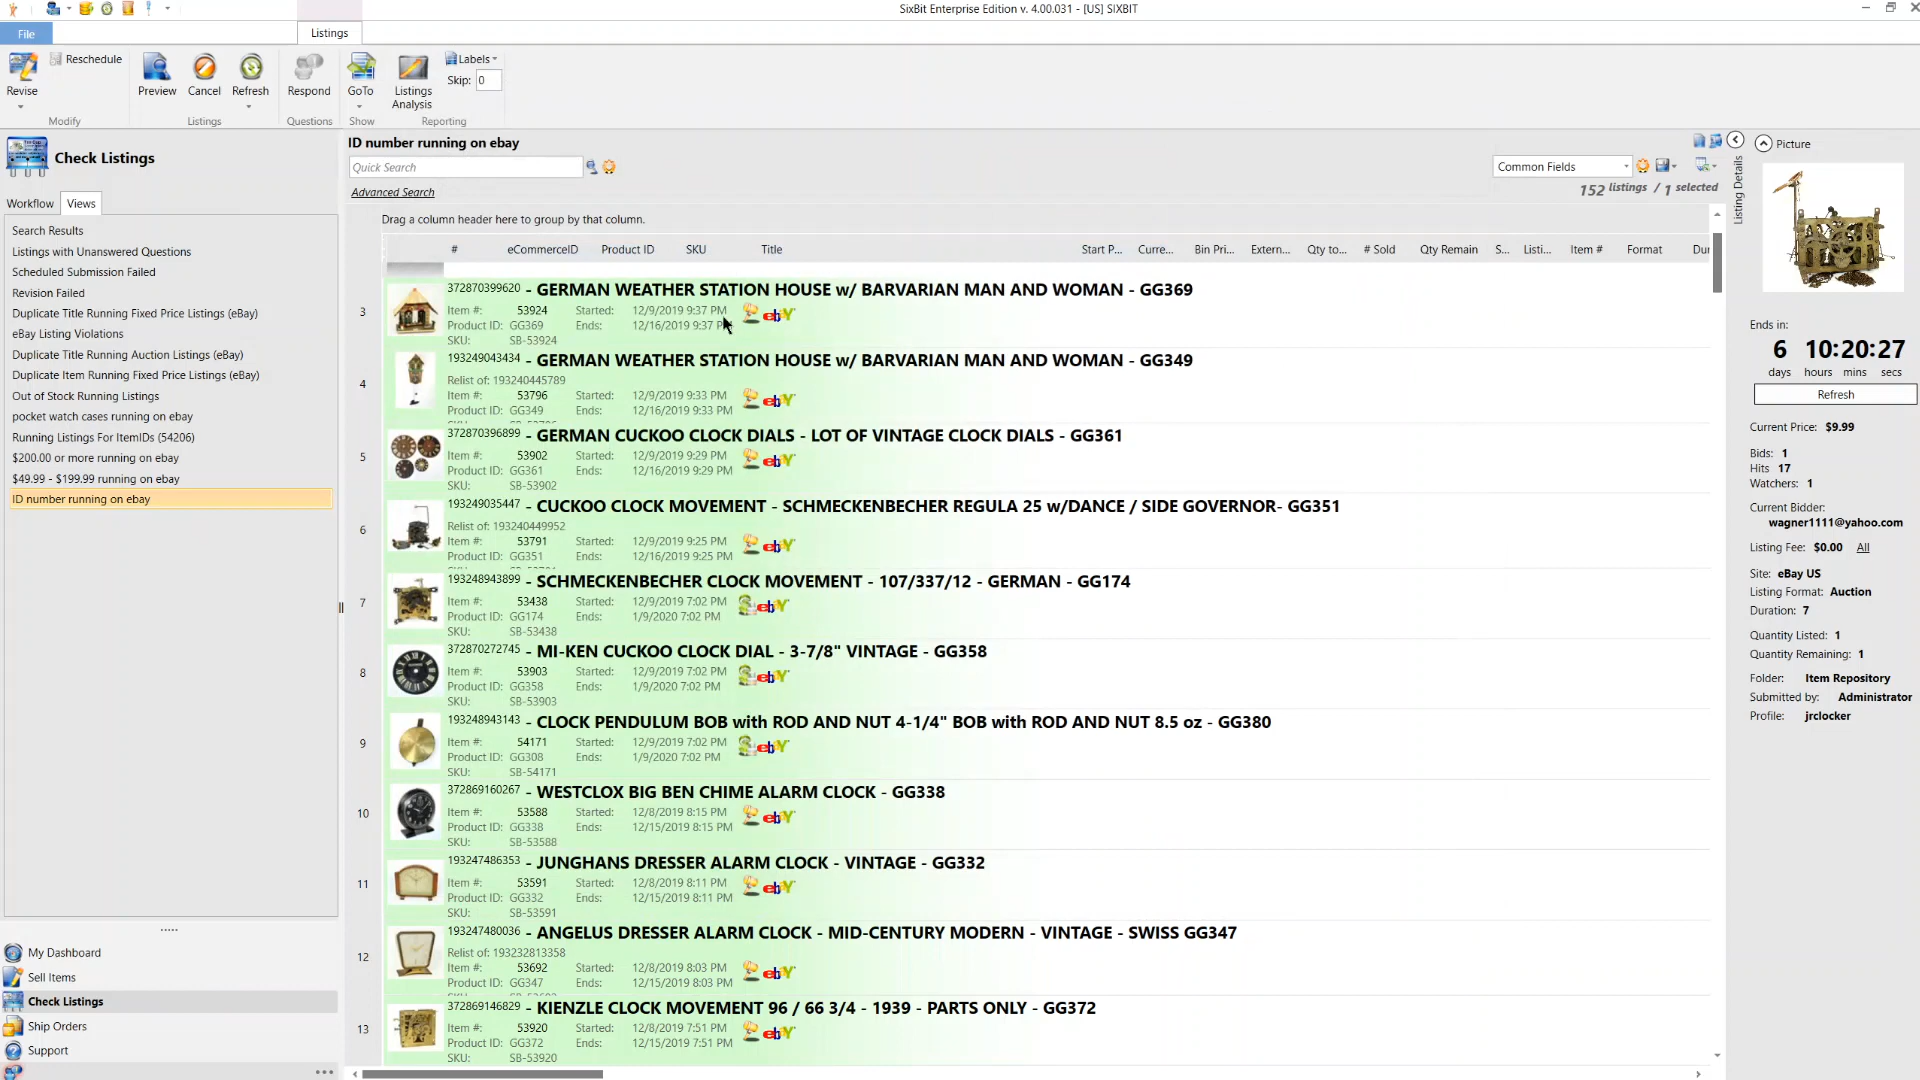 SixBit Enterprise Edition v. 4.00.031 - [US] SIXBIT
File
Listings
Revise
Reschedule
Modify
Preview
Cancel
Refresh
Listings
Respond
Questions
GoTo
Show
Listings Analysis
Labels
Skip: 0
Reporting
Check Listings
Workflow
Views
Search Results
Listings with Unanswered Questions
Scheduled Submission Failed
Revision Failed
Duplicate Title Running Fixed Price Listings (eBay)
eBay Listing Violations
Duplicate Title Running Auction Listings (eBay)
Duplicate Item Running Fixed Price Listings (eBay)
Out of Stock Running Listings
pocket watch cases running on ebay
Running Listings For ItemIDs (54206)
$200.00 or more running on ebay
$49.99 - $199.99 running on ebay
ID number running on ebay
My Dashboard
Sell Items
Check Listings
Ship Orders
Support
ID number running on ebay
Quick Search
Advanced Search
Common Fields
152 listings / 1 selected
Drag a column header here to group by that column.
# eCommerceID Product ID SKU Title Start P... Curre... Bin Pri... Extern... Qty to... # Sold Qty Remain S... Listi... Item # Format Dur
3
372870399620 - GERMAN WEATHER STATION HOUSE w/ BARVARIAN MAN AND WOMAN - GG369
Item #: 53924 Started: 12/9/2019 9:37 PM ebY
Product ID: GG369 Ends: 12/16/2019 9:37 PM
SKU: SB-53924
4
193249043434 - GERMAN WEATHER STATION HOUSE w/ BARVARIAN MAN AND WOMAN - GG349
Relist of: 193240445789
Item #: 53796 Started: 12/9/2019 9:33 PM ebY
Product ID: GG349 Ends: 12/16/2019 9:33 PM
5
372870396899 - GERMAN CUCKOO CLOCK DIALS - LOT OF VINTAGE CLOCK DIALS - GG361
Item #: 53902 Started: 12/9/2019 9:29 PM ebY
Product ID: GG361 Ends: 12/16/2019 9:29 PM
SKU: SB-53902
6
193249035447 - CUCKOO CLOCK MOVEMENT - SCHMECKENBECHER REGULA 25 w/DANCE / SIDE GOVERNOR- GG351
Relist of: 193240449952
Item #: 53791 Started: 12/9/2019 9:25 PM ebY
Product ID: GG351 Ends: 12/16/2019 9:25 PM
7
193248943899 - SCHMECKENBECHER CLOCK MOVEMENT - 107/337/12 - GERMAN - GG174
Item #: 53438 Started: 12/9/2019 7:02 PM ebY
Product ID: GG174 Ends: 1/9/2020 7:02 PM
SKU: SB-53438
8
372870272745 - MI-KEN CUCKOO CLOCK DIAL - 3-7/8" VINTAGE - GG358
Item #: 53903 Started: 12/9/2019 7:02 PM ebY
Product ID: GG358 Ends: 1/9/2020 7:02 PM
SKU: SB-53903
9
193248943143 - CLOCK PENDULUM BOB with ROD AND NUT 4-1/4" BOB with ROD AND NUT 8.5 oz - GG380
Item #: 54171 Started: 12/9/2019 7:02 PM ebY
Product ID: GG308 Ends: 1/9/2020 7:02 PM
SKU: SB-54171
10
372869160267 - WESTCLOX BIG BEN CHIME ALARM CLOCK - GG338
Item #: 53588 Started: 12/8/2019 8:15 PM ebY
Product ID: GG338 Ends: 12/15/2019 8:15 PM
SKU: SB-53588
11
193247486353 - JUNGHANS DRESSER ALARM CLOCK - VINTAGE - GG332
Item #: 53591 Started: 12/8/2019 8:11 PM ebY
Product ID: GG332 Ends: 12/15/2019 8:11 PM
SKU: SB-53591
12
193247480036 - ANGELUS DRESSER ALARM CLOCK - MID-CENTURY MODERN - VINTAGE - SWISS GG347
Relist of: 193232813358
Item #: 53692 Started: 12/8/2019 8:03 PM ebY
Product ID: GG347 Ends: 12/15/2019 8:03 PM
13
372869146829 - KIENZLE CLOCK MOVEMENT 96 / 66 3/4 - 1939 - PARTS ONLY - GG372
Item #: 53920 Started: 12/8/2019 7:51 PM ebY
Product ID: GG372 Ends: 12/15/2019 7:51 PM
SKU: SB-53920
Listing Details
Picture
Ends in:
6 10:20:27
days hours mins secs
Refresh
Current Price: $9.99
Bids: 1
Hits 17
Watchers: 1
Current Bidder:
wagner1111@yahoo.com
Listing Fee: $0.00 All
Site: eBay US
Listing Format: Auction
Duration: 7
Quantity Listed: 1
Quantity Remaining: 1
Folder: Item Repository
Submitted by: Administrator
Profile: jrclocker